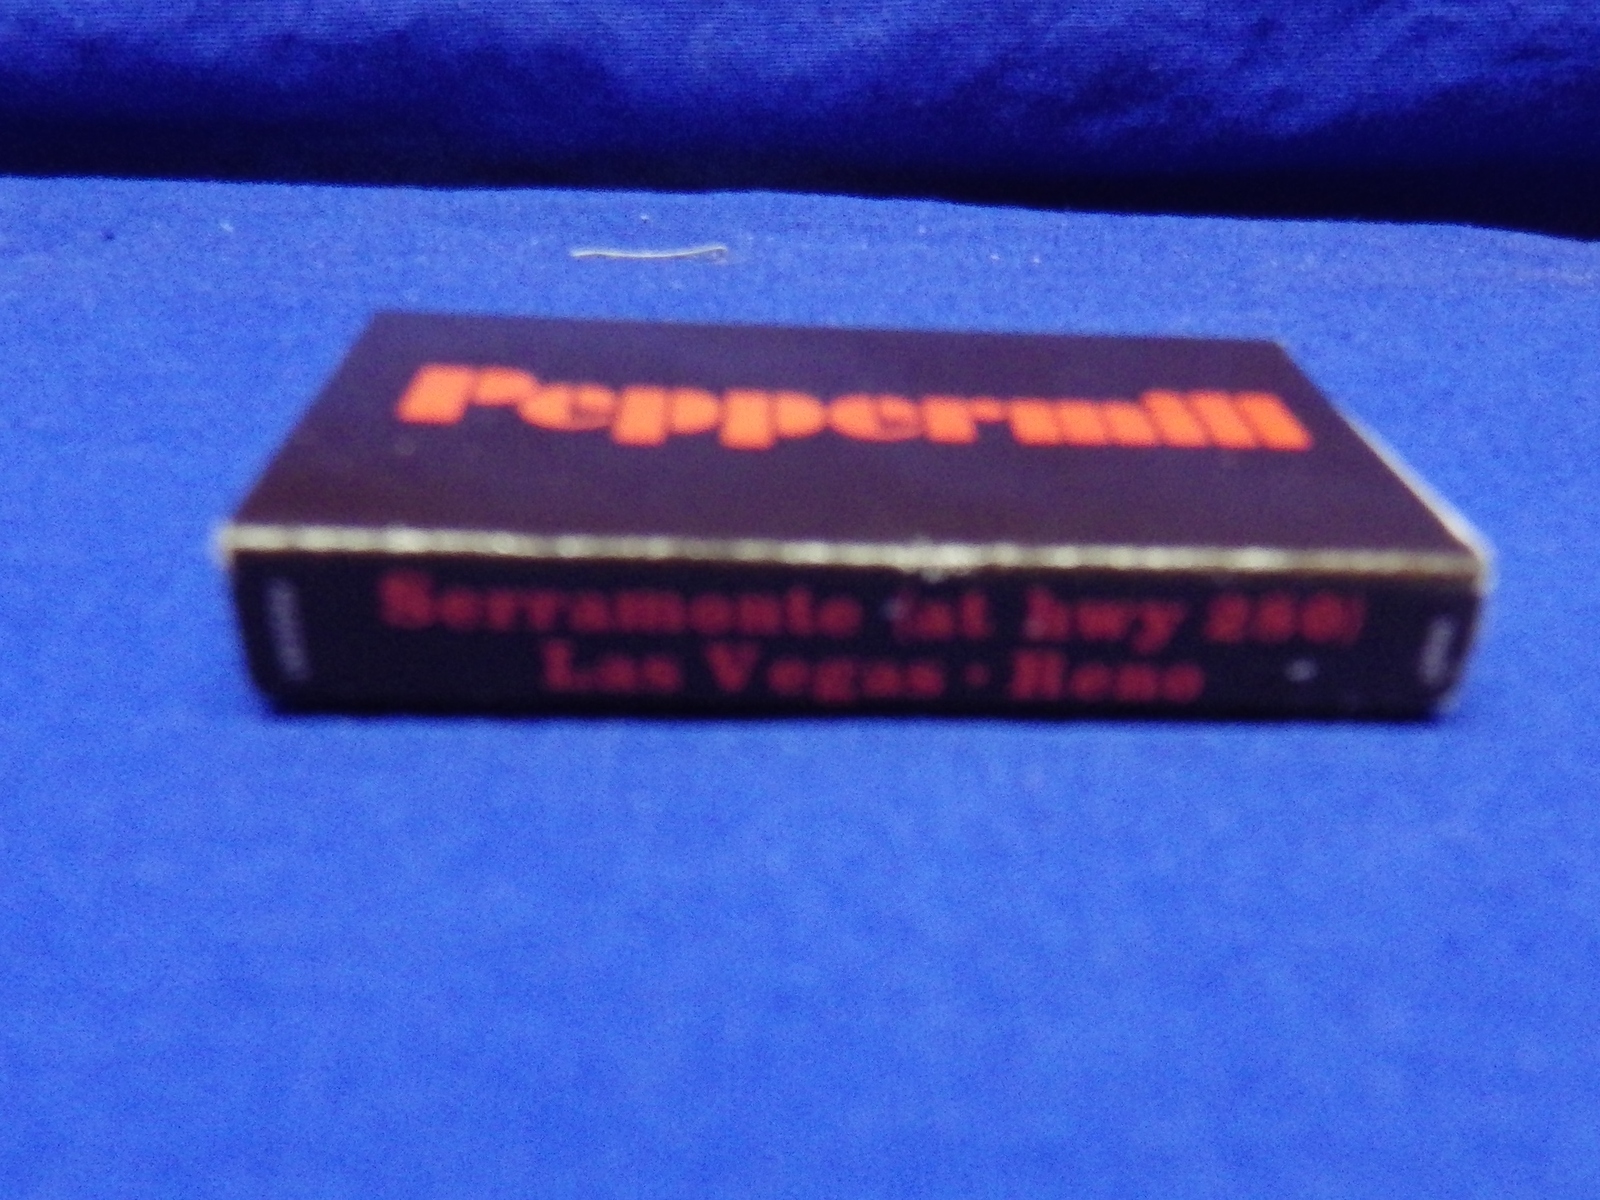 Peppermill
Serramonte (at hwy 280)
Las Vegas · Reno